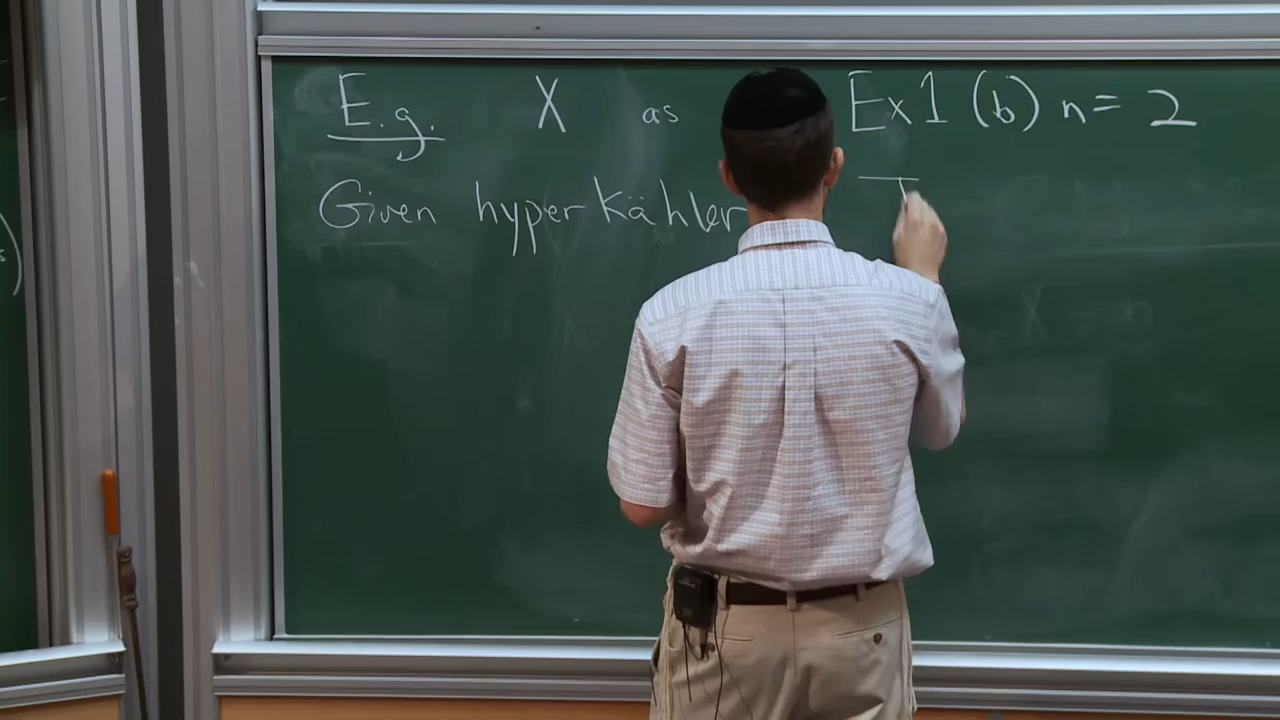 E.g. X as Ex1 (b) n= 2
Given hyperkähler T